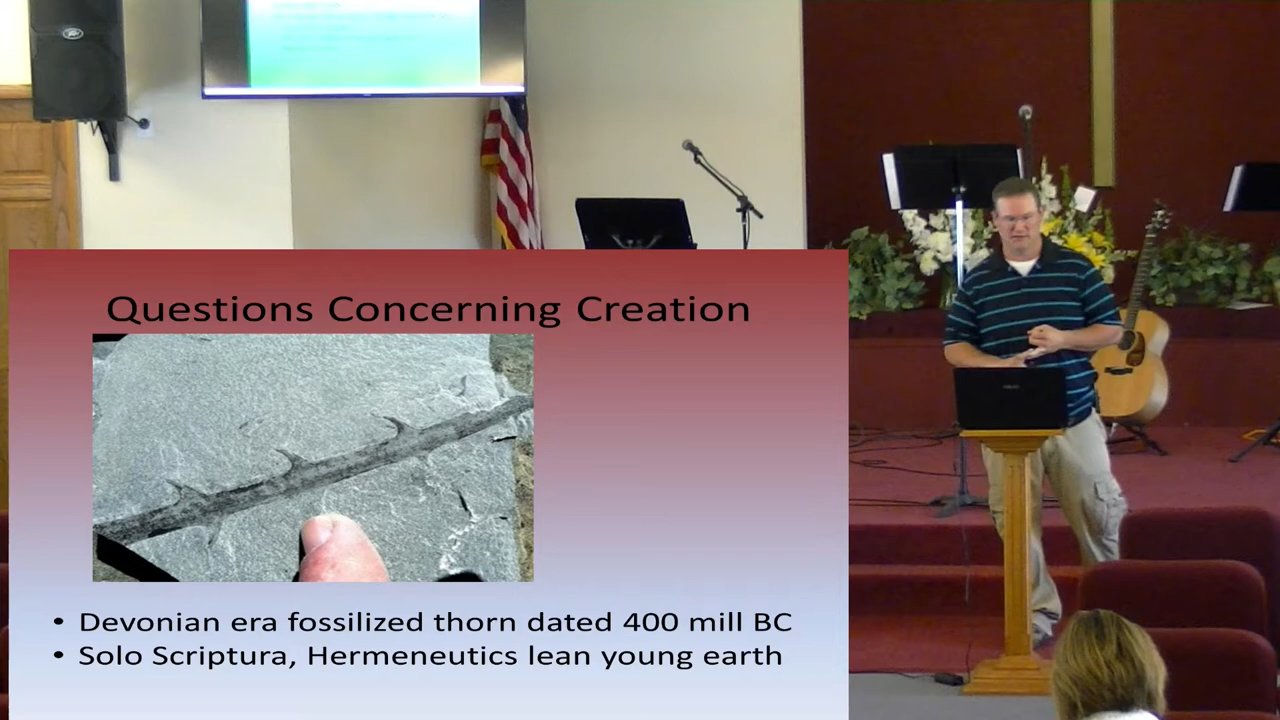 Questions Concerning Creation
• Devonian era fossilized thorn dated 400 mill BC
• Solo Scriptura, Hermeneutics lean young earth